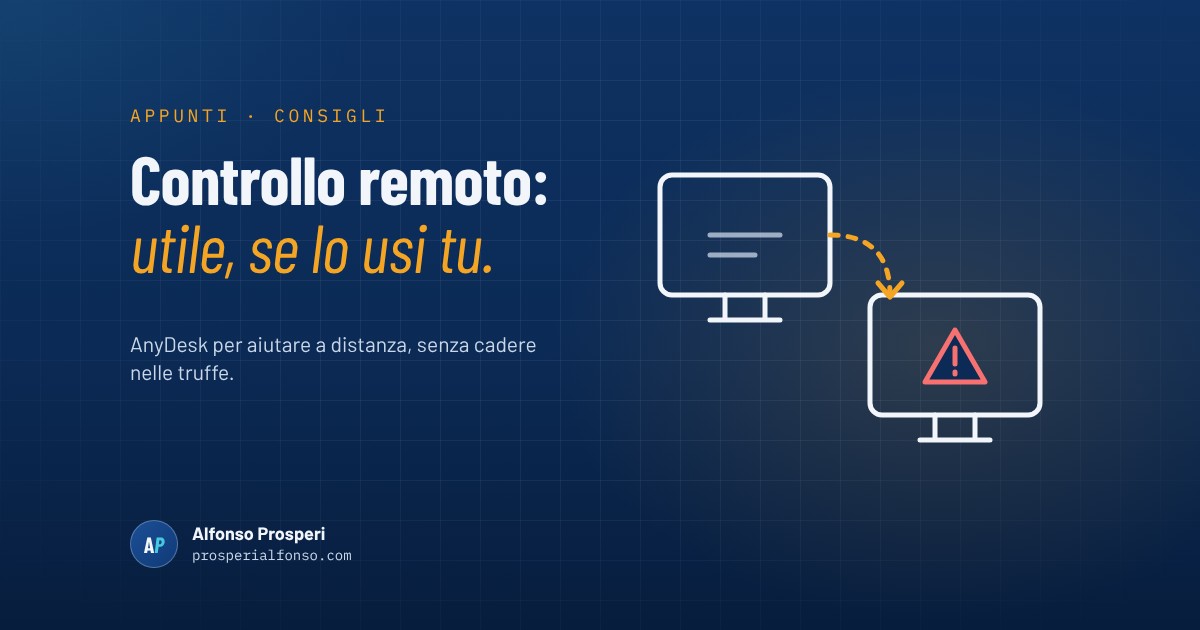 APPUNTI · CONSIGLI
Controllo remoto:
utile, se lo usi tu.
AnyDesk per aiutare a distanza, senza cadere
nelle truffe.
AP
Alfonso Prosperi
prosperialfonso.com